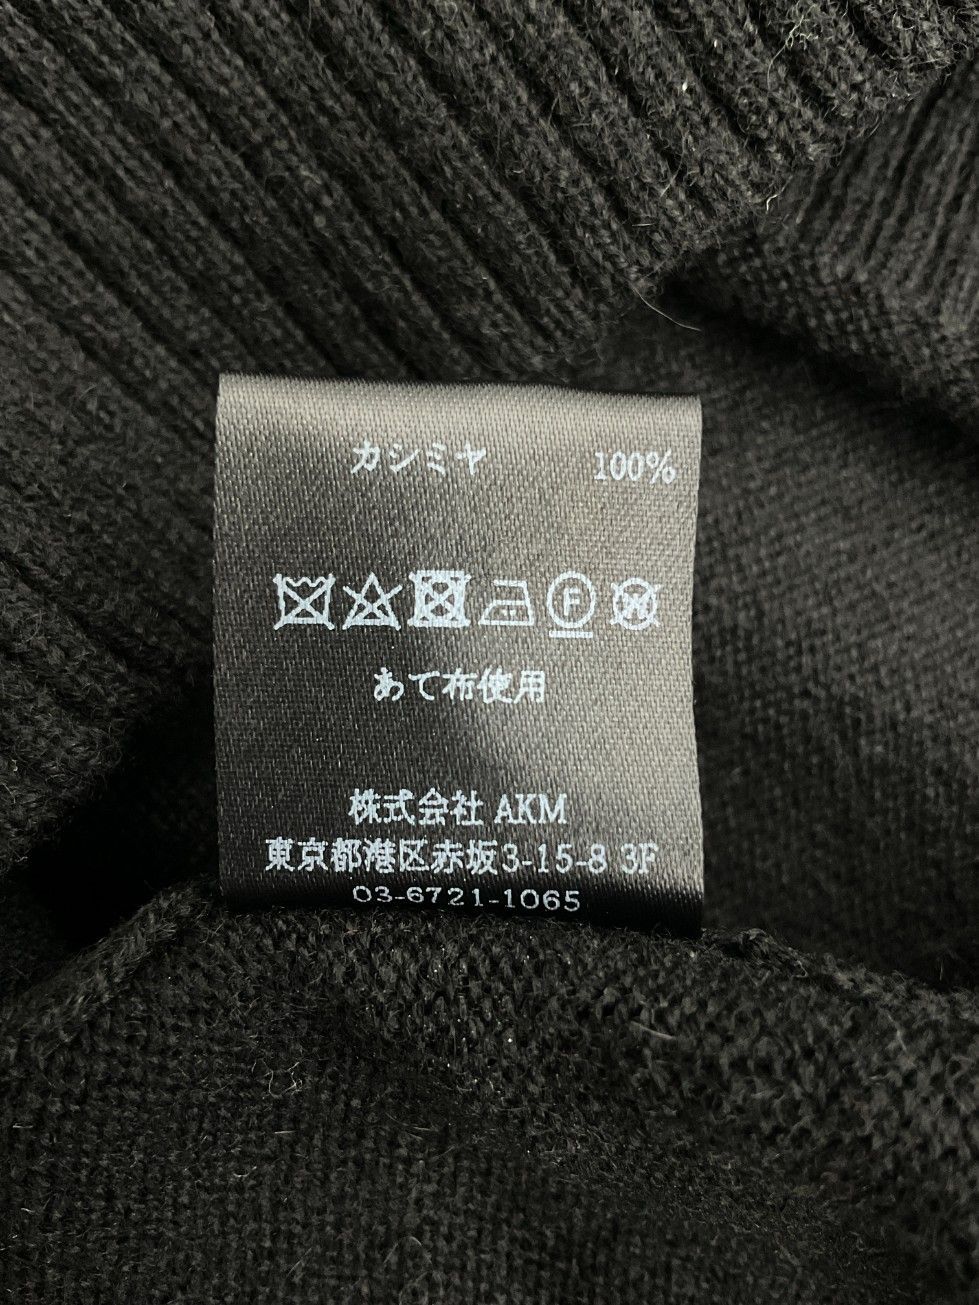 カシミヤ 100%
F W
あて布使用
株式会社 AKM
東京都港区赤坂3-15-8 3F
03-6721-1065